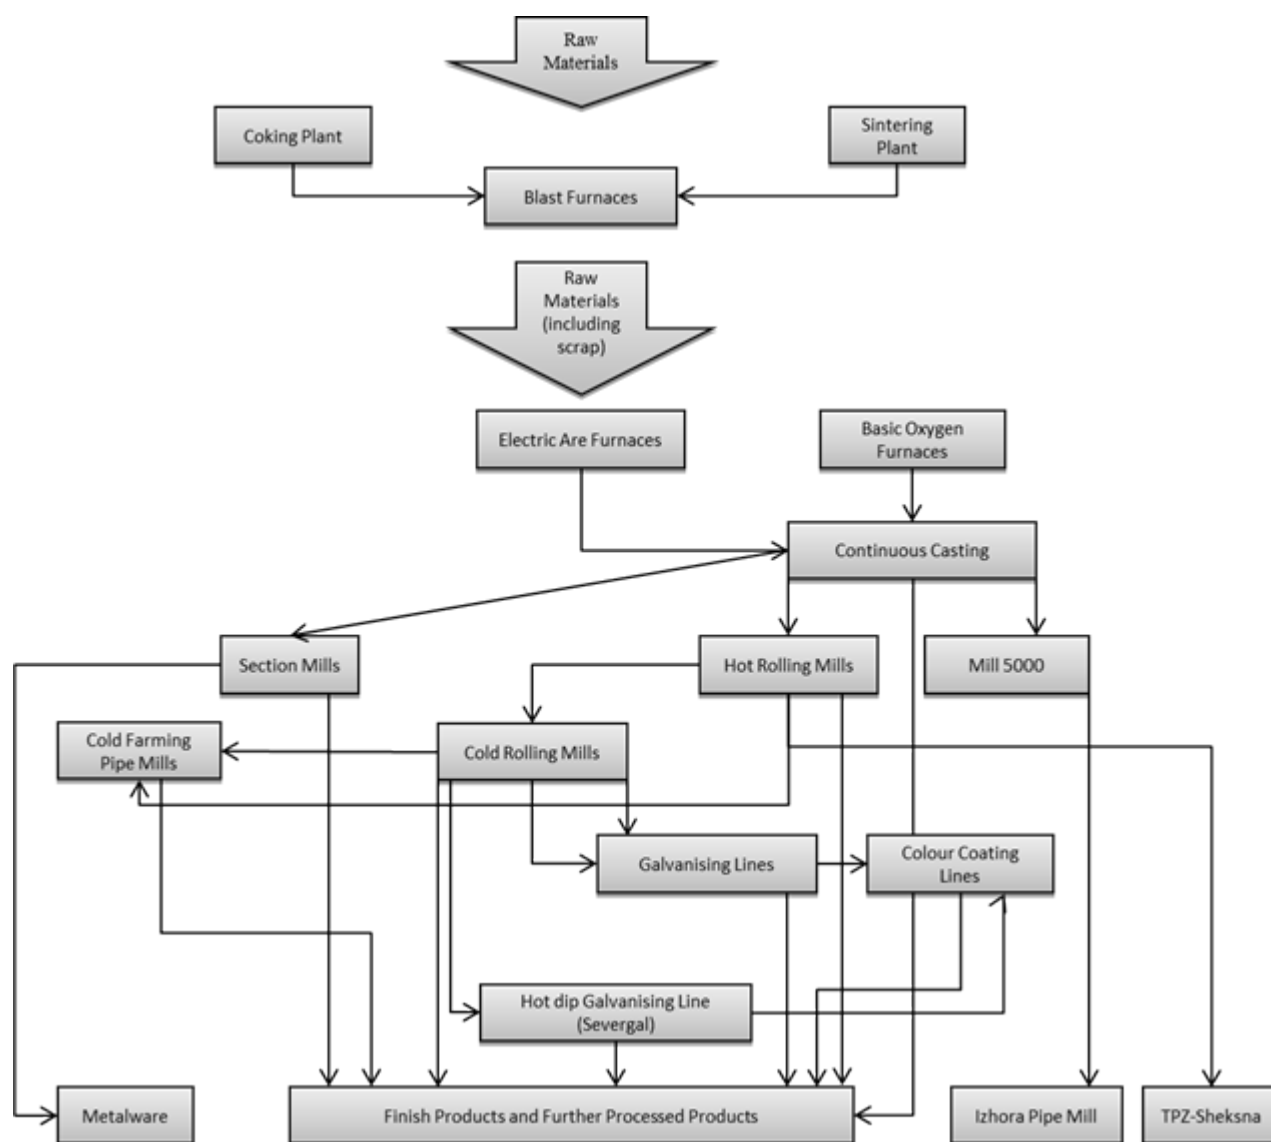 Raw
Materials
Coking Plant
Sintering
Plant
Blast Furnaces
Raw
Materials
(including
scrap)
Electric Are Furnaces
Basic Oxygen
Furnaces
Continuous Casting
Section Mills
Hot Rolling Mills
Mill 5000
Cold Farming
Pipe Mills
Cold Rolling Mills
Galvanising Lines
Colour Coating
Lines
Hot dip Galvanising Line
(Severgal)
Metalware
Finish Products and Further Processed Products
Izhora Pipe Mill
TPZ-Sheksna